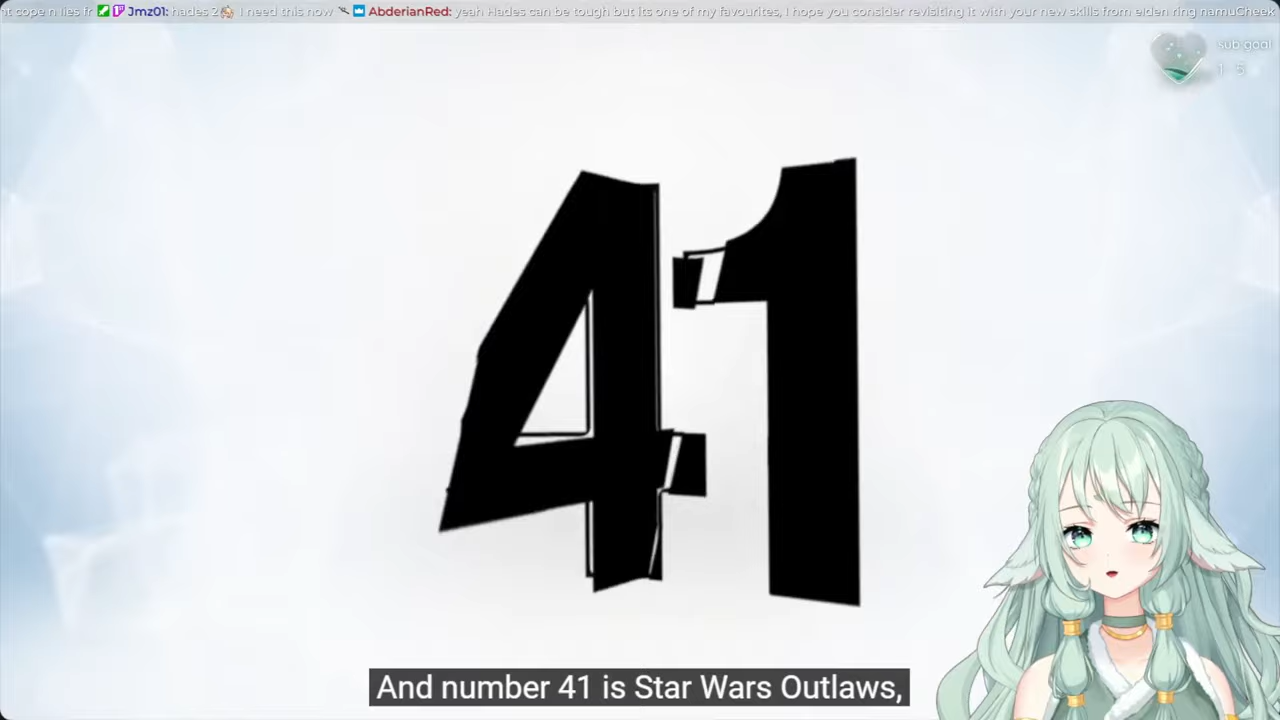 cope n lies fr Jmz01: hades 2 I need this now AbderianRed: yeah Hades can be tough but its one of my favourites, i hope you consider revisiting it with your new skills from elden ring namuCheek
sub goal
1 5
41
And number 41 is Star Wars Outlaws,